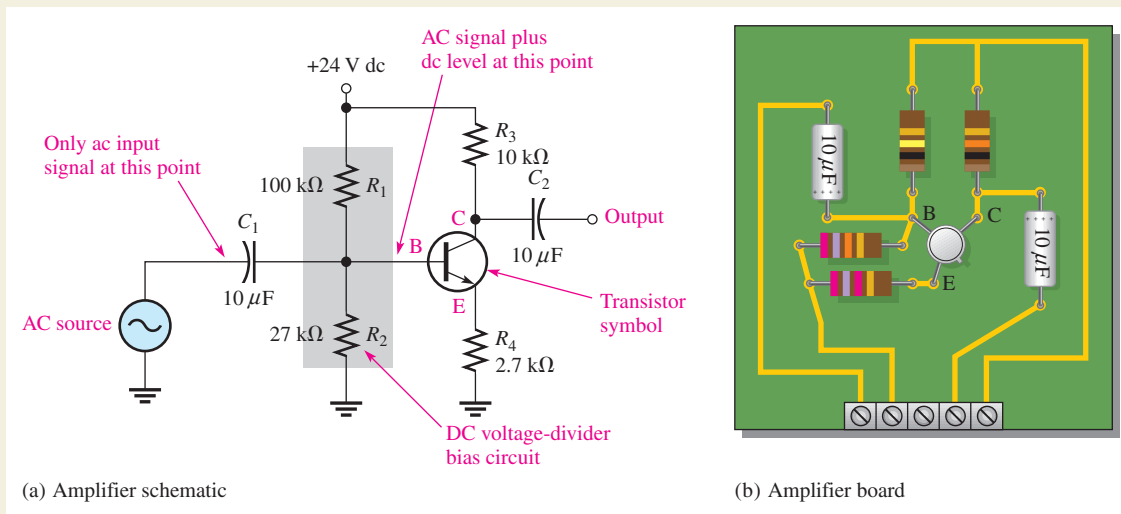 AC signal plus
dc level at this point
+24 V dc
Only ac input
signal at this point
R3
10 kΩ
C2
100 kΩ
R1
C
Output
C1
B
10 μF
10 μF
E
Transistor
symbol
AC source
27 kΩ
R2
R4
2.7 kΩ
DC voltage-divider
bias circuit
(a) Amplifier schematic
10 μF
++++
B
C
10 μF
++++
E
(b) Amplifier board